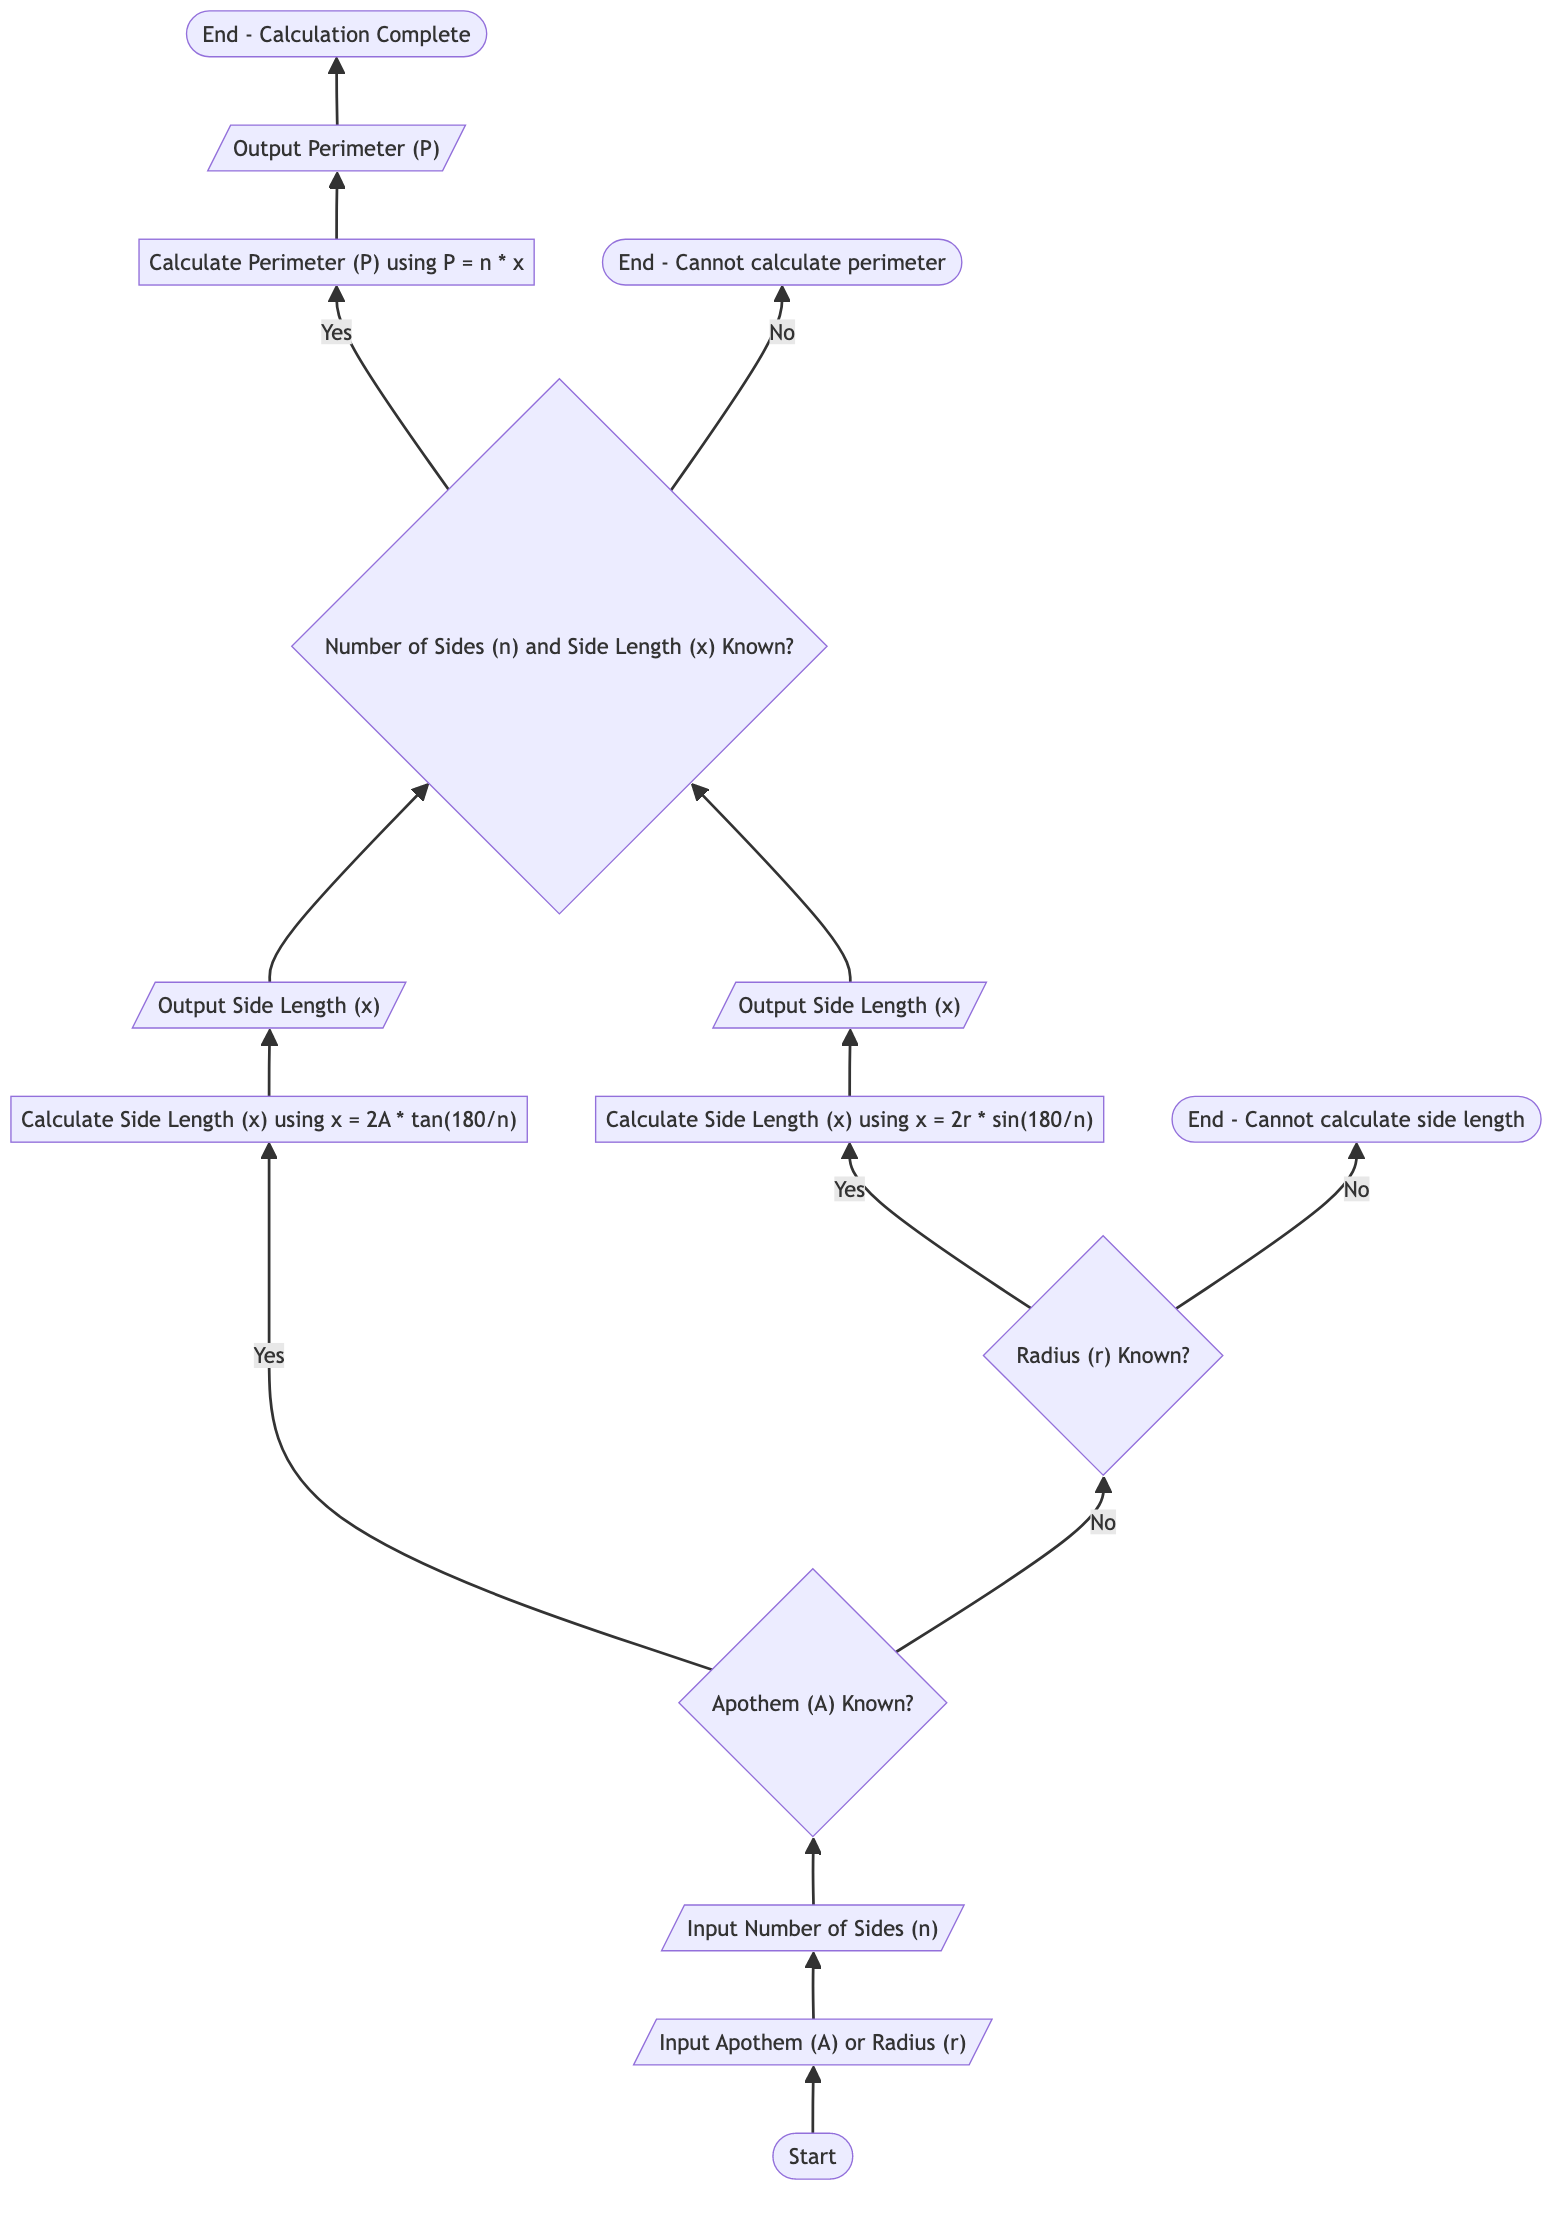 End - Calculation Complete
Output Perimeter (P)
Calculate Perimeter (P) using P = n * x
End - Cannot calculate perimeter
Yes
No
Number of Sides (n) and Side Length (x) Known?
Output Side Length (x)
Output Side Length (x)
Calculate Side Length (x) using x = 2A * tan(180/n)
Calculate Side Length (x) using x = 2r * sin(180/n)
End - Cannot calculate side length
Yes
No
Yes
Radius (r) Known?
No
Apothem (A) Known?
Input Number of Sides (n)
Input Apothem (A) or Radius (r)
Start